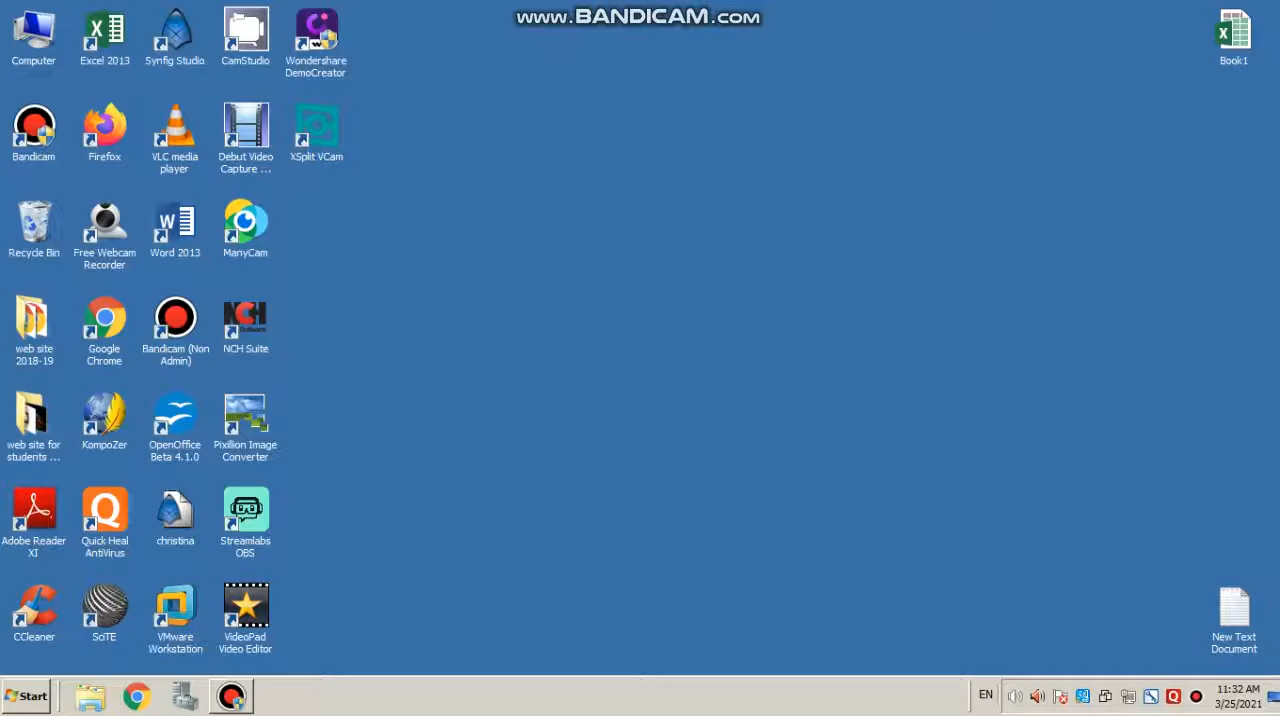 www.BANDICAM.com
Computer
Excel 2013
Synfig Studio
CamStudio
Wondershare
DemoCreator
Book1
Bandicam
Firefox
VLC media
player
Debut Video
Capture ...
XSplit VCam
Recycle Bin
Free Webcam
Recorder
Word 2013
ManyCam
web site
2018-19
Google
Chrome
Bandicam (Non
Admin)
NCH
Software
NCH Suite
web site for
students ...
KompoZer
OpenOffice
Beta 4.1.0
Pixillion Image
Converter
Adobe Reader
XI
Quick Heal
AntiVirus
christina
Streamlabs
OBS
CCleaner
SciTE
VMware
Workstation
VideoPad
Video Editor
New Text
Document
Start
EN
11:32 AM
3/25/2021